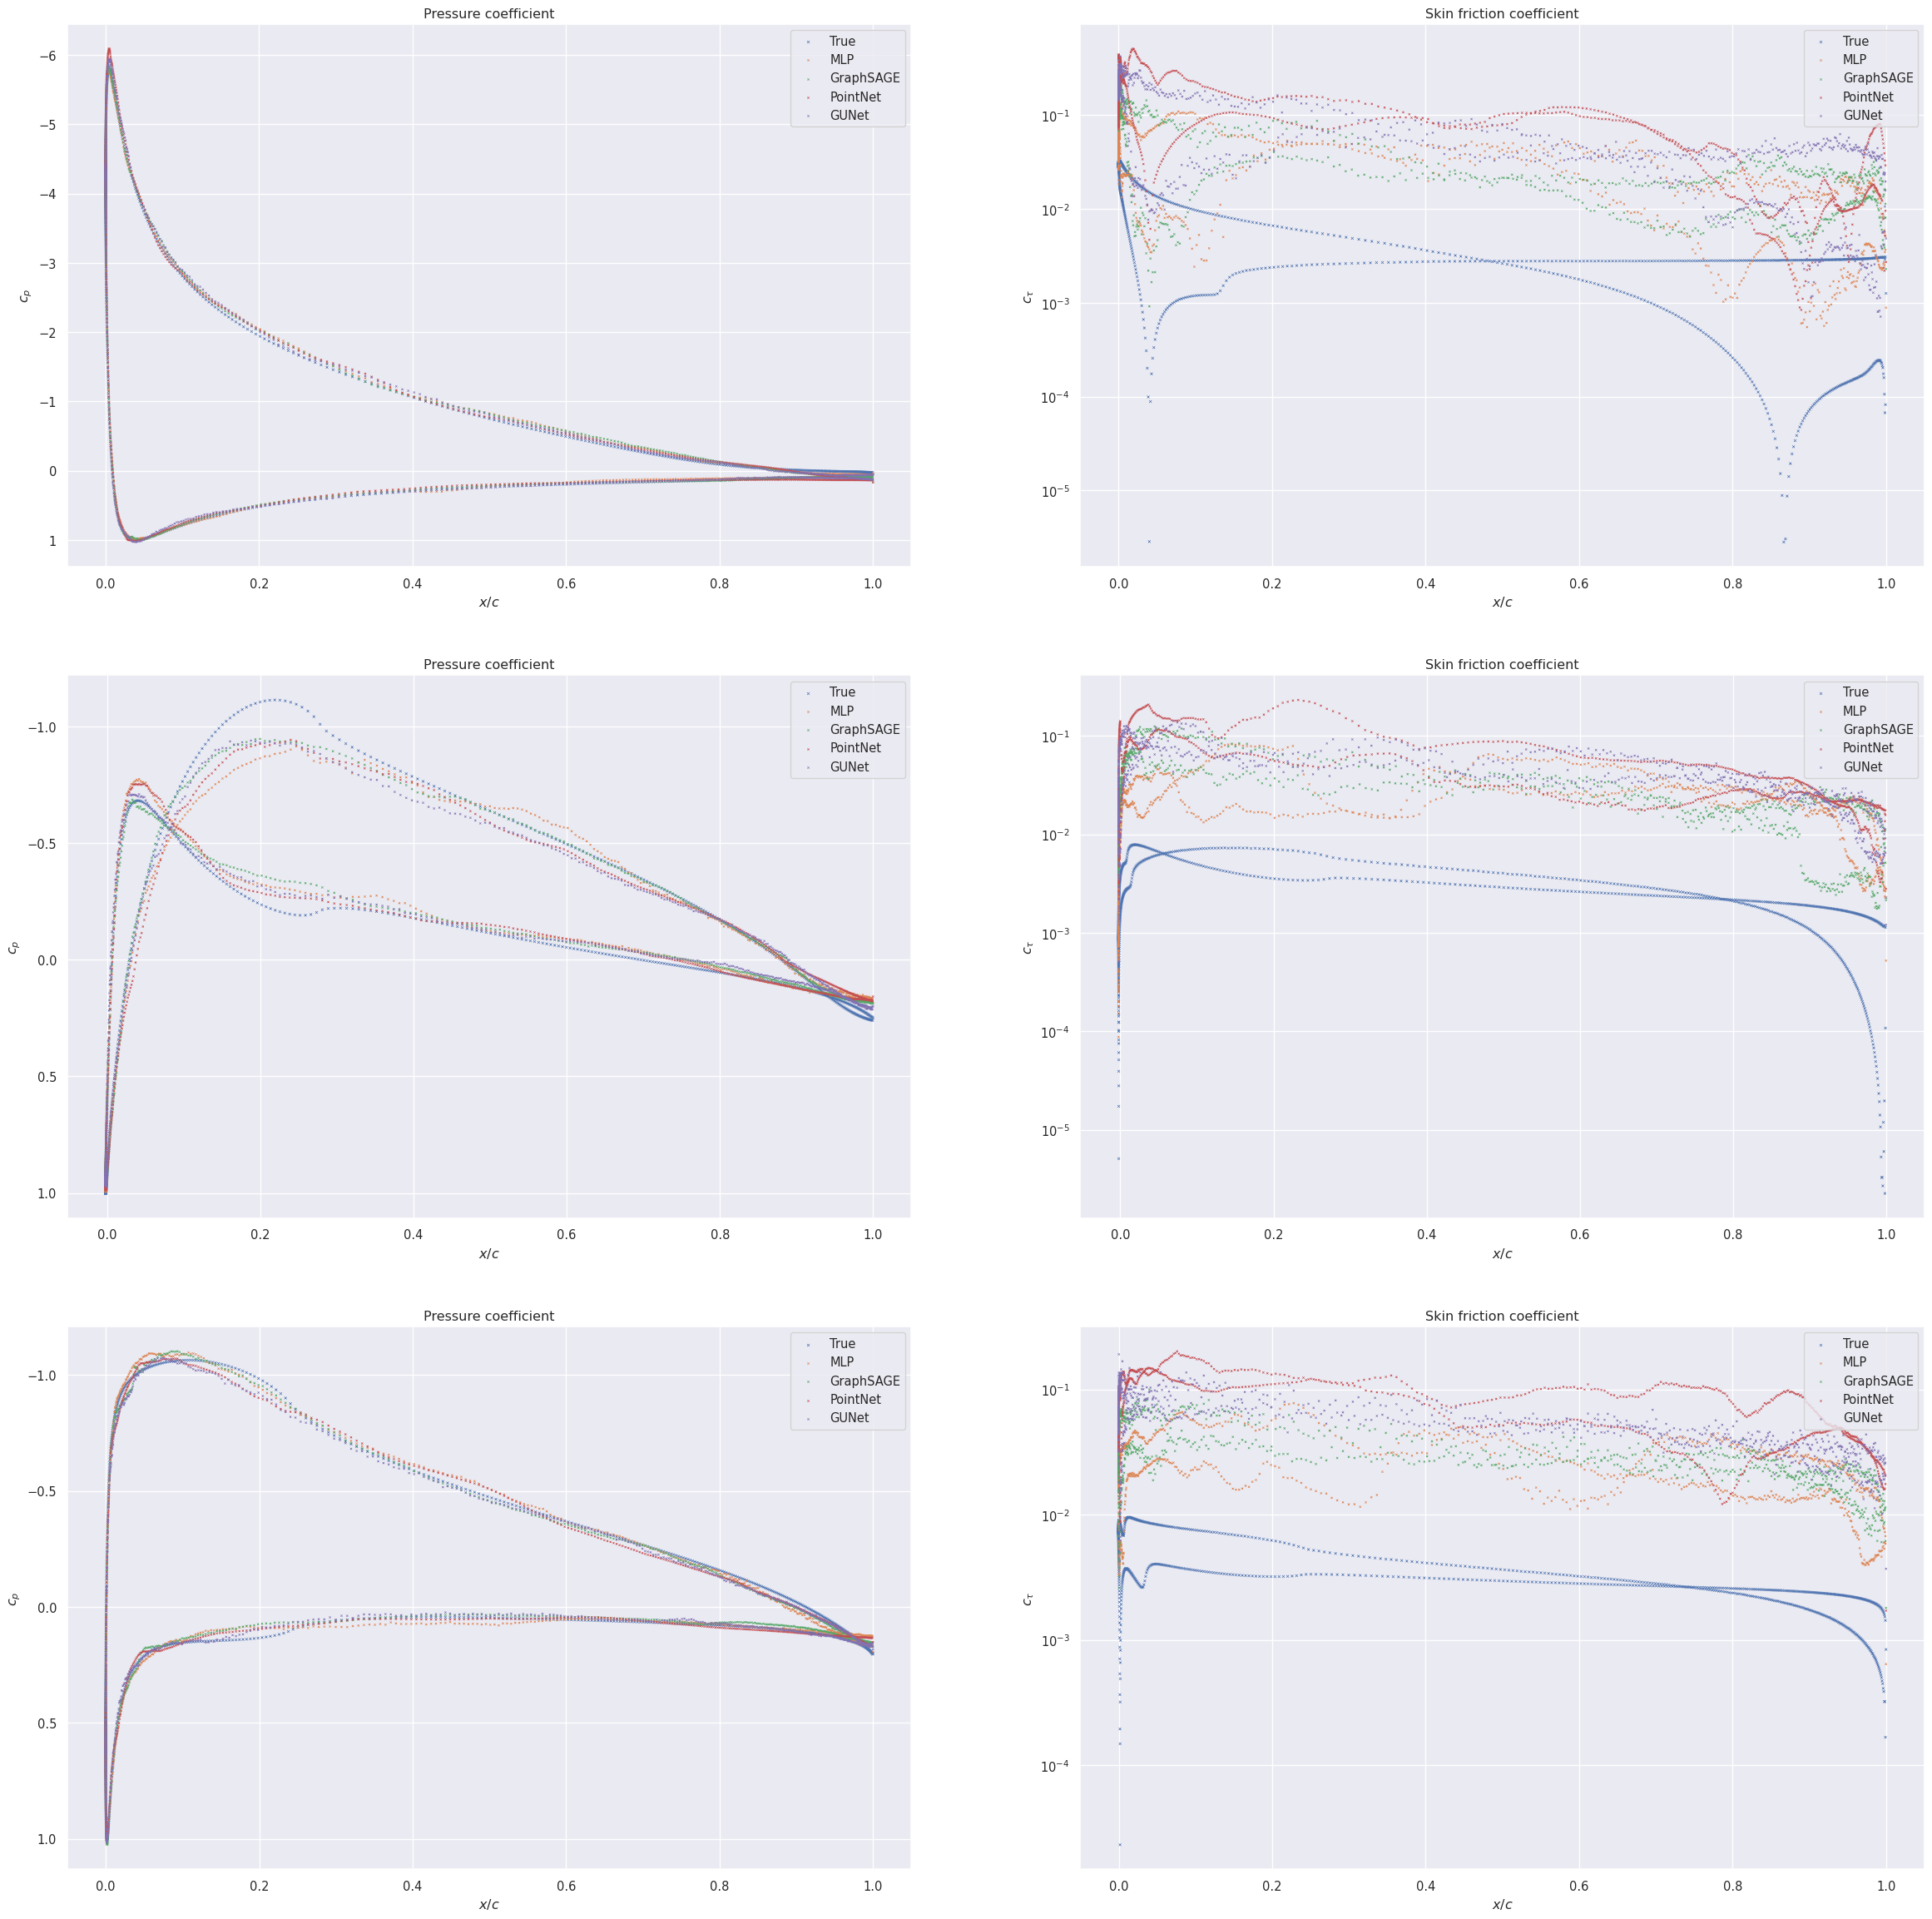 Pressure coefficient
−6
−5
−4
−3
−2
−1
0
1
c_p
0.0 0.2 0.4 0.6 0.8 1.0
x/c
True
MLP
GraphSAGE
PointNet
GUNet
Skin friction coefficient
10⁻¹
10⁻²
10⁻³
10⁻⁴
10⁻⁵
c_τ
0.0 0.2 0.4 0.6 0.8 1.0
x/c
True
MLP
GraphSAGE
PointNet
GUNet
Pressure coefficient
−1.0
−0.5
0.0
0.5
1.0
c_p
0.0 0.2 0.4 0.6 0.8 1.0
x/c
True
MLP
GraphSAGE
PointNet
GUNet
Skin friction coefficient
10⁻¹
10⁻²
10⁻³
10⁻⁴
10⁻⁵
c_τ
0.0 0.2 0.4 0.6 0.8 1.0
x/c
True
MLP
GraphSAGE
PointNet
GUNet
Pressure coefficient
−1.0
−0.5
0.0
0.5
1.0
c_p
0.0 0.2 0.4 0.6 0.8 1.0
x/c
True
MLP
GraphSAGE
PointNet
GUNet
Skin friction coefficient
10⁻¹
10⁻²
10⁻³
10⁻⁴
c_τ
0.0 0.2 0.4 0.6 0.8 1.0
x/c
True
MLP
GraphSAGE
PointNet
GUNet